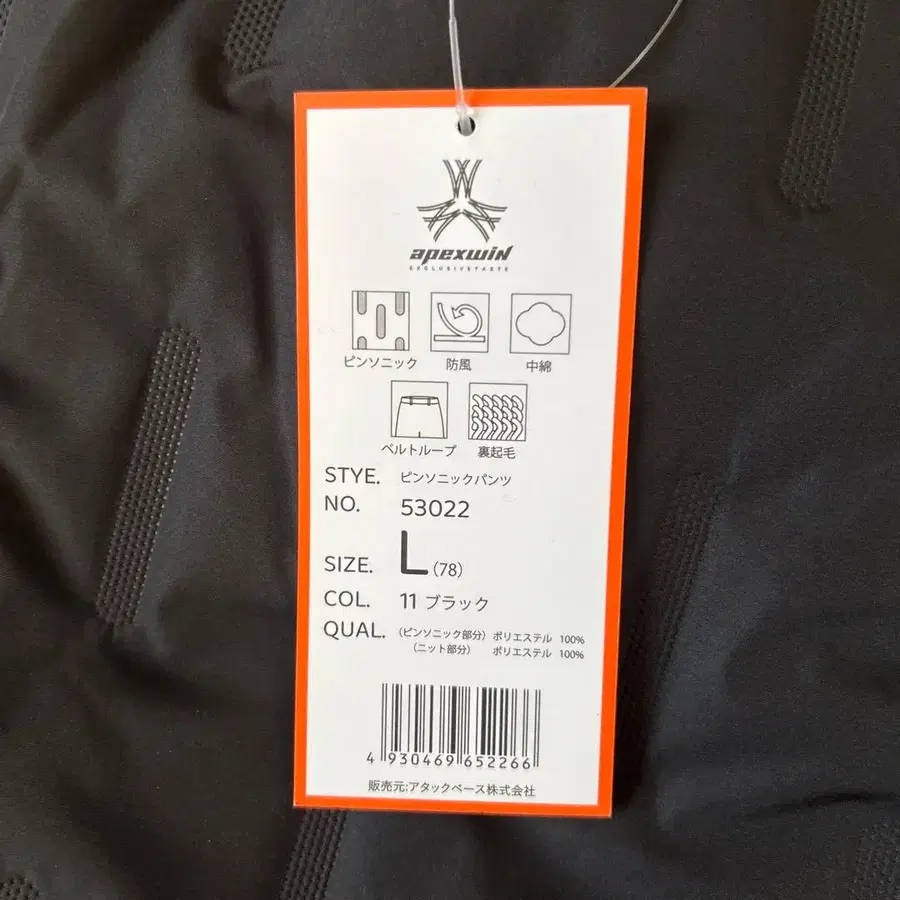 apexwin
EXCLUSIVETASTE
ピンソニック 防風 中綿
ベルトループ 裏起毛
STYE. ピンソニックパンツ
NO. 53022
SIZE. L (78)
COL. 11 ブラック
QUAL. (ピンソニック部分) ポリエステル 100%
(ニット部分) ポリエステル 100%
4 930469 652266
販売元:アタックベース株式会社